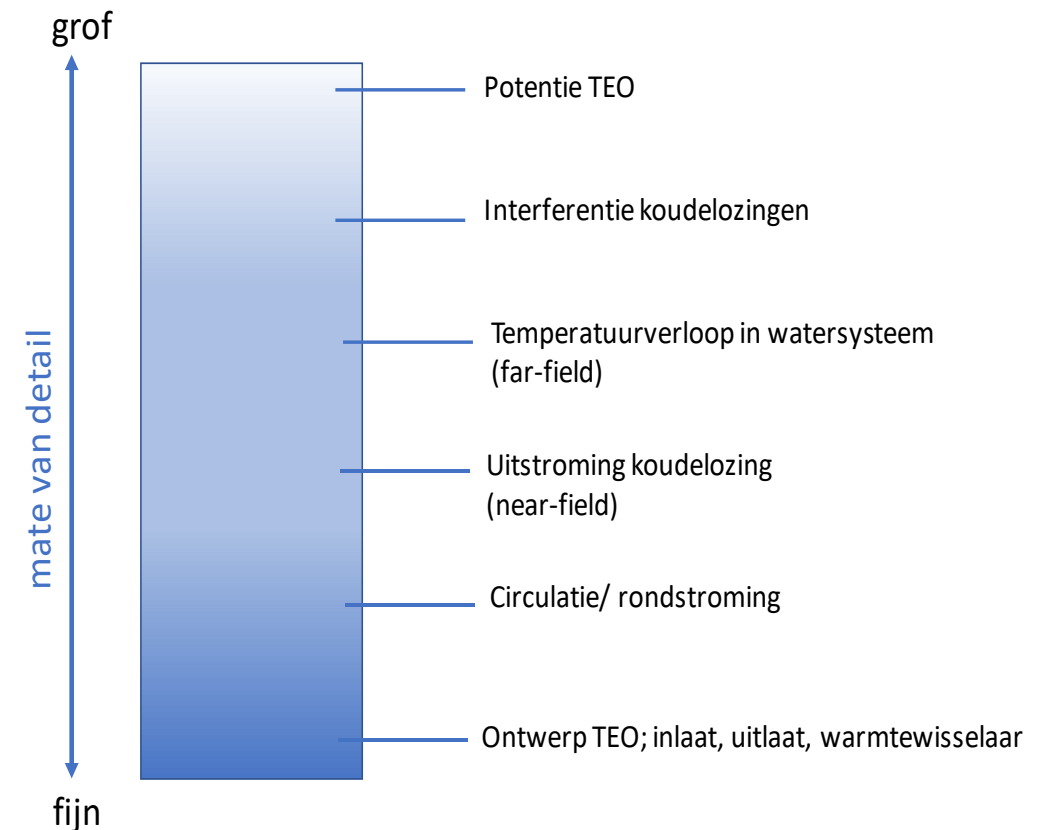 grof
Potentie TEO
Interferentie koudelozingen
Temperatuurverloop in watersysteem
(far-field)
mate van detail
Uitstroming koudelozing
(near-field)
Circulatie/ rondstroming
Ontwerp TEO; inlaat, uitlaat, warmtewisselaar
fijn